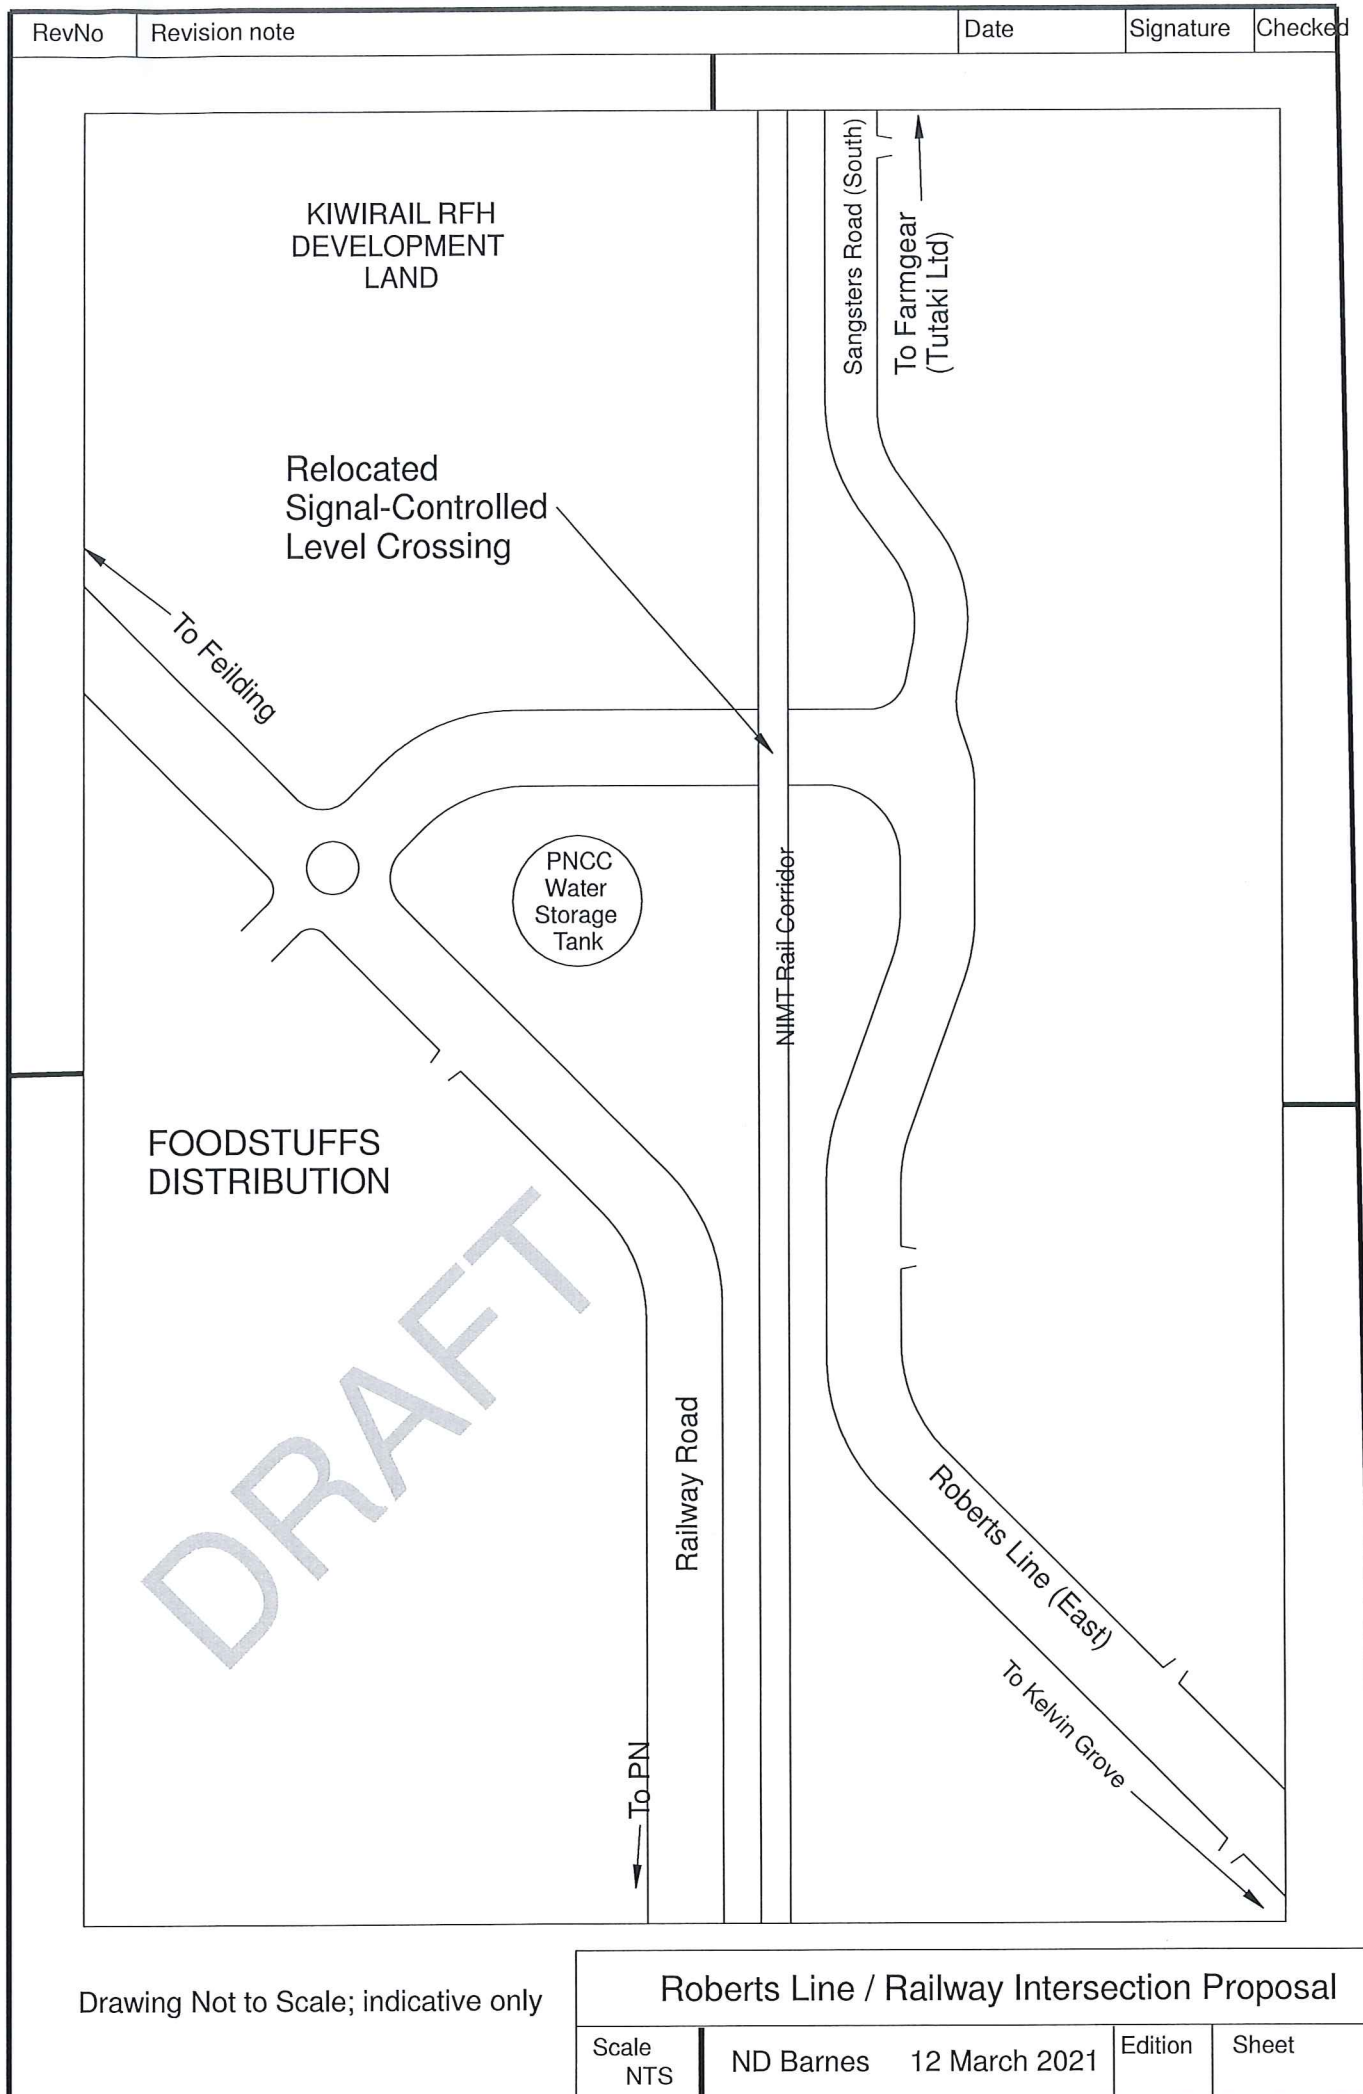 RevNo
Revision note
Date
Signature
Checked
KIWIRAIL RFH
DEVELOPMENT
LAND
Sangsters Road (South)
To Farmgear
(Tutaki Ltd)
Relocated
Signal-Controlled
Level Crossing
To Feilding
PNCC
Water
Storage
Tank
NIMT Rail Corridor
FOODSTUFFS
DISTRIBUTION
DRAFT
Railway Road
Roberts Line (East)
To Kelvin Grove
To PN
Drawing Not to Scale; indicative only
Roberts Line / Railway Intersection Proposal
Scale
NTS
ND Barnes
12 March 2021
Edition
Sheet